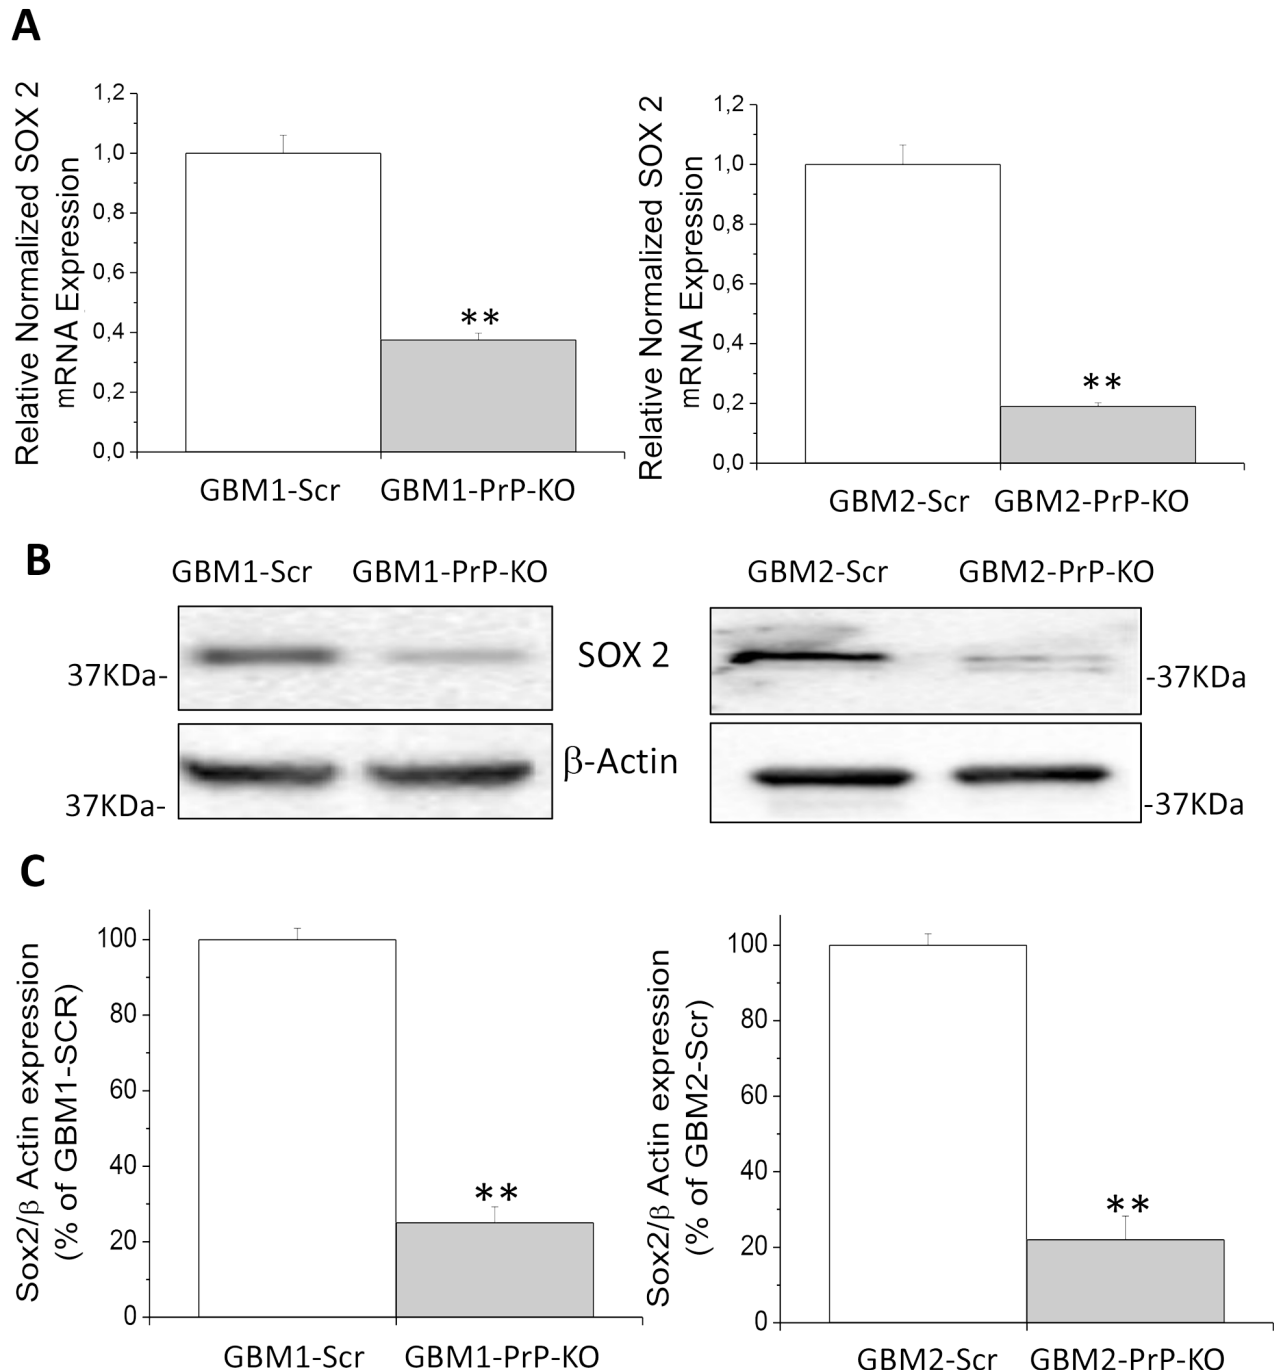 A
Relative Normalized SOX 2
mRNA Expression
1,2
1,0
0,8
0,6
0,4
0,2
0,0
**
GBM1-Scr GBM1-PrP-KO
Relative Normalized SOX 2
mRNA Expression
1,2
1,0
0,8
0,6
0,4
0,2
0,0
**
GBM2-Scr GBM2-PrP-KO
B
GBM1-Scr GBM1-PrP-KO
GBM2-Scr GBM2-PrP-KO
37KDa-
SOX 2
-37KDa
37KDa-
β-Actin
-37KDa
C
Sox2/β Actin expression
(% of GBM1-SCR)
100
80
60
40
20
0
**
GBM1-Scr GBM1-PrP-KO
Sox2/β Actin expression
(% of GBM2-Scr)
100
80
60
40
20
0
**
GBM2-Scr GBM2-PrP-KO